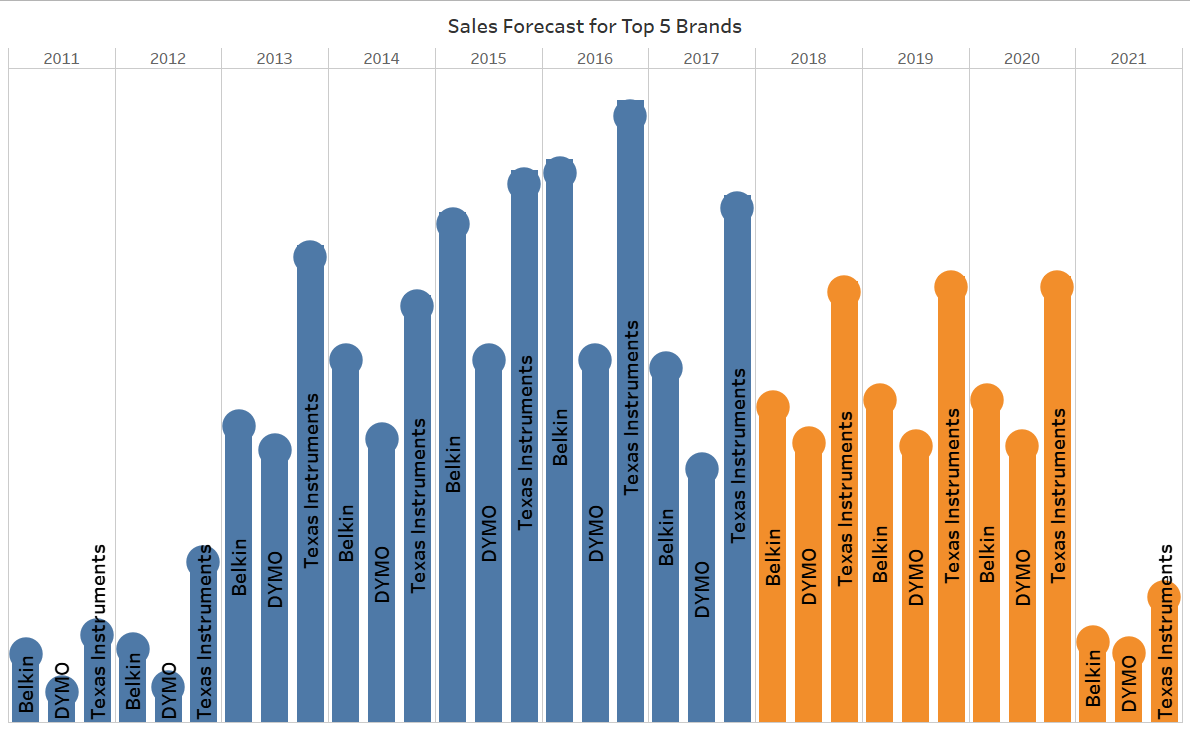 Sales Forecast for Top 5 Brands
2011 2012 2013 2014 2015 2016 2017 2018 2019 2020 2021
Belkin
DYMO
Texas Instruments
Belkin
DYMO
Texas Instruments
Belkin
DYMO
Texas Instruments
Belkin
DYMO
Texas Instruments
Belkin
DYMO
Texas Instruments
Belkin
DYMO
Texas Instruments
Belkin
DYMO
Texas Instruments
Belkin
DYMO
Texas Instruments
Belkin
DYMO
Texas Instruments
Belkin
DYMO
Texas Instruments
Belkin
DYMO
Texas Instruments